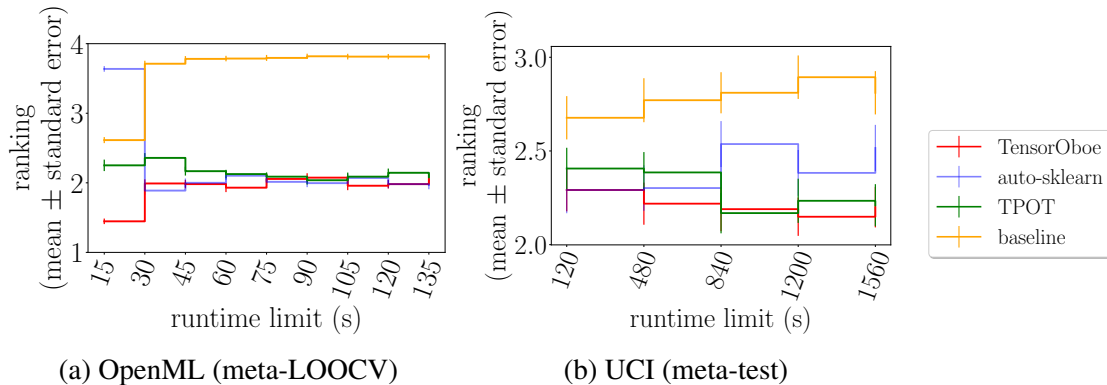 ranking
(mean ± standard error)
4
3
2
1
15
30
45
60
75
90
105
120
135
runtime limit (s)
(a) OpenML (meta-LOOCV)
ranking
(mean ± standard error)
3.0
2.5
2.0
120
480
840
1200
1560
runtime limit (s)
(b) UCI (meta-test)
TensorOboe
auto-sklearn
TPOT
baseline